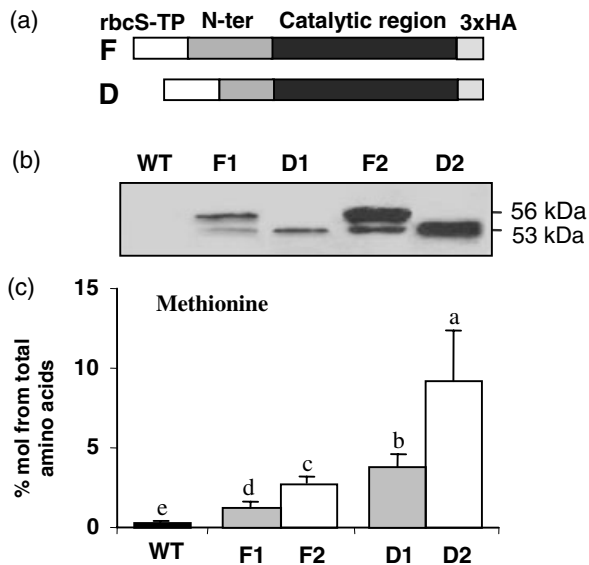 (a)
rbcS-TP N-ter Catalytic region 3xHA
F
D
(b)
WT F1 D1 F2 D2
56 kDa
53 kDa
(c)
Methionine
% mol from total
amino acids
15
10
5
0
e
d
c
b
a
WT F1 F2 D1 D2